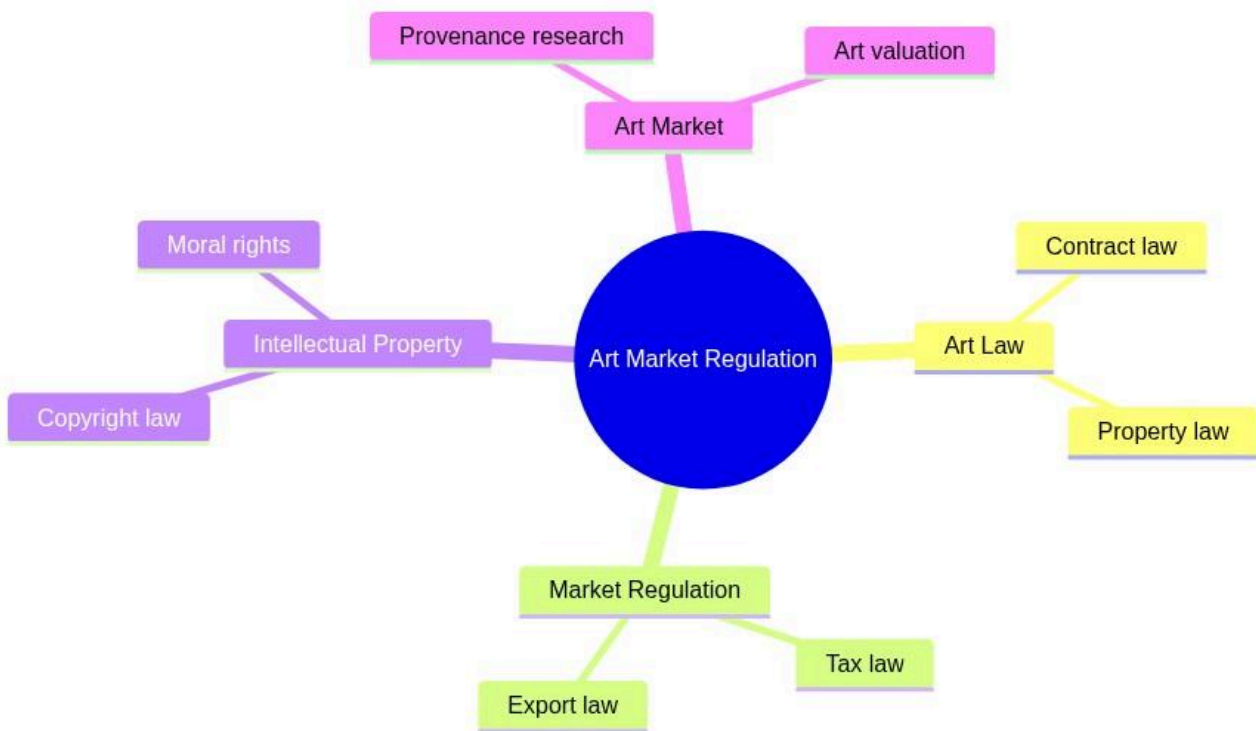 Provenance research
Art valuation
Art Market
Moral rights
Contract law
Intellectual Property
Art Market Regulation
Art Law
Copyright law
Property law
Market Regulation
Tax law
Export law